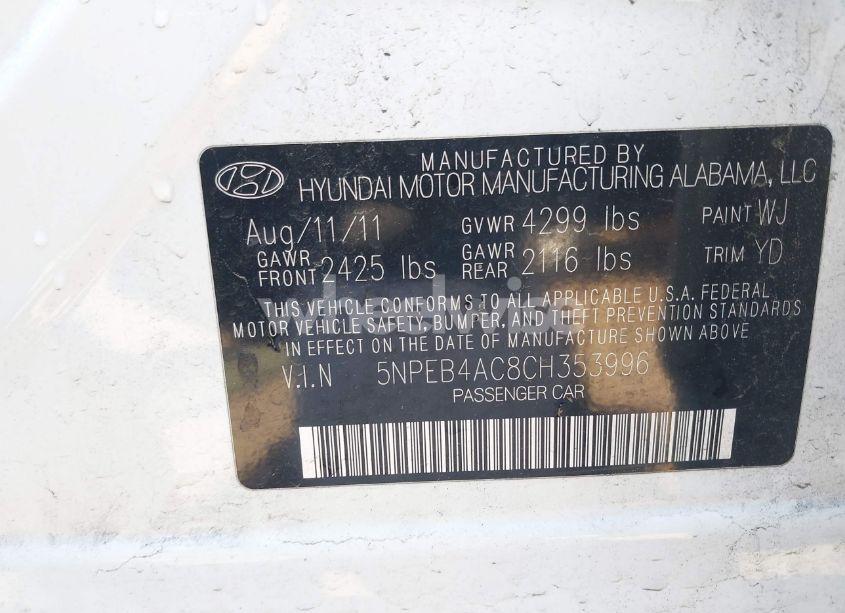 MANUFACTURED BY
HYUNDAI MOTOR MANUFACTURING ALABAMA, LLC
Aug/11/11 GVWR 4299 lbs PAINT WJ
GAWR FRONT 2425 lbs GAWR REAR 2116 lbs TRIM YD
THIS VEHICLE CONFORMS TO ALL APPLICABLE U.S.A. FEDERAL
MOTOR VEHICLE SAFETY, BUMPER, AND THEFT PREVENTION STANDARDS
IN EFFECT ON THE DATE OF MANUFACTURE SHOWN ABOVE
V.I.N 5NPEB4AC8CH353996
PASSENGER CAR